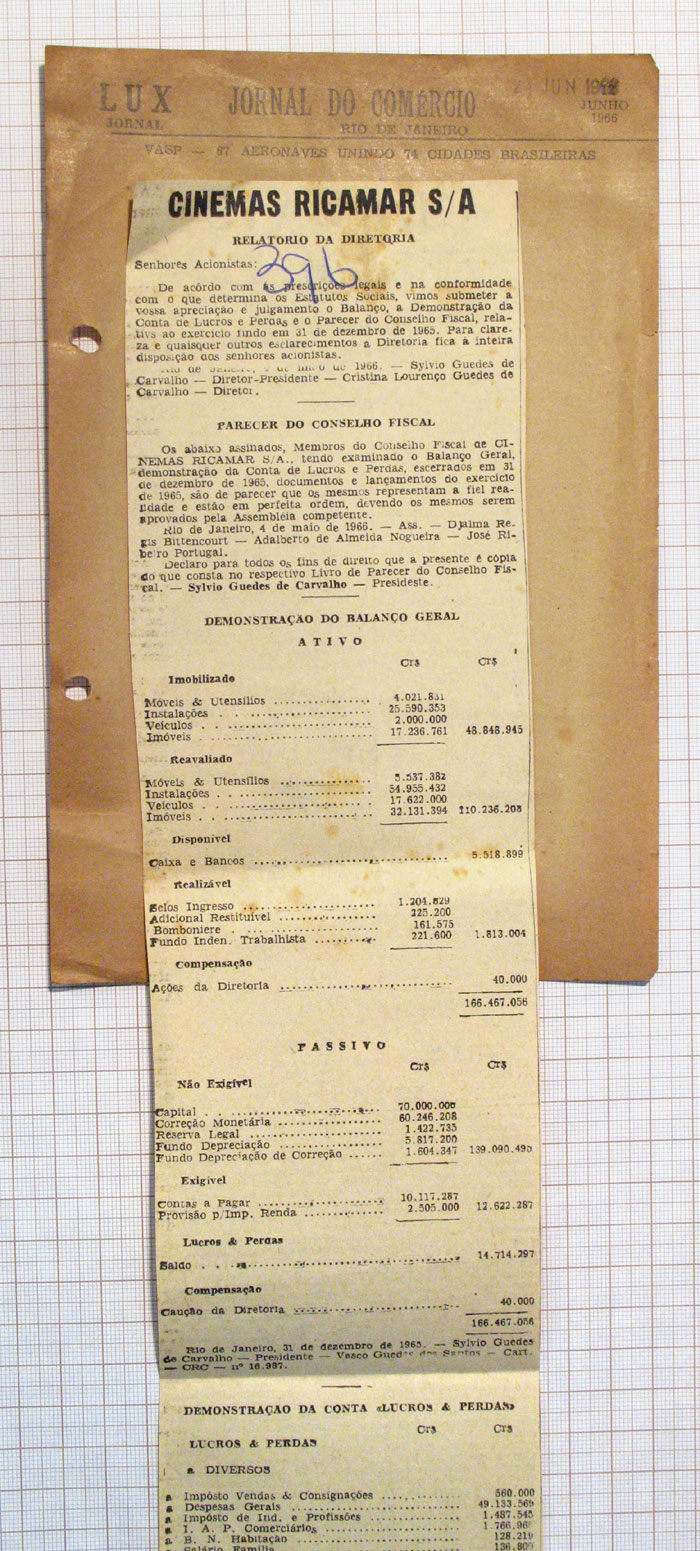 LUX JORNAL DO COMÉRCIO 21 JUN
JORNAL JUNHO
RIO DE JANEIRO 1966
VASP — 67 AERONAVES UNINDO 74 CIDADES BRASILEIRAS
CINEMAS RICAMAR S/A
RELATORIO DA DIRETORIA
Senhores Acionistas:
396
De acôrdo com as prescrições legais e na conformidade
com o que determina os Estatutos Sociais, vimos submeter a
vossa apreciação e julgamento o Balanço, a Demonstração da
Conta de Lucros e Perdas e o Parecer do Conselho Fiscal, rela-
tivs ao exercício findo em 31 de dezembro de 1965. Para clare-
za e quaisquer outros esclarecimentos a Diretoria fica à inteira
disposição aos senhores acionistas.
de 1966. — Sylvio Guedes de
Carvalho — Diretor-Presidente — Cristina Lourenço Guedes de
Carvalho — Diretor.
PARECER DO CONSELHO FISCAL
Os abaixo assinados, Membros do Conselho Fiscal de CI-
NEMAS RICAMAR S/A., tendo examinado o Balanço Geral,
demonstração da Conta de Lucros e Perdas, escerrados em 31
de dezembro de 1965, documentos e lançamentos do exercício
de 1965, são de parecer que os mesmos representam a fiel rea-
lidade e estão em perfeita ordem, devendo os mesmos serem
aprovados pela Assembléia competente.
Rio de Janeiro, 4 de maio de 1966. — Ass. — Djalma Re-
gis Bittencourt — Adalberto de Almeida Nogueira — José Ri-
beiro Portugal.
Declaro para todos os fins de direito que a presente é cópia
do que consta no respectivo Livro de Parecer do Conselho Fis-
cal. — Sylvio Guedes de Carvalho — Presideste.
DEMONSTRAÇÃO DO BALANÇO GERAL
ATIVO
Cr$ Cr$
Imobilizado
Móveis & Utensílios 4.021.831
Instalações 25.590.353
Veículos 2.000.000
Imóveis 17.236.761 48.848.945
Reavaliado
Móveis & Utensílios 5.537.382
Instalações 54.955.432
Veículos 17.622.000
Imóveis 32.131.394 110.236.208
Disponível
Caixa e Bancos 5.518.899
Realizável
Selos Ingresso 1.204.629
Adicional Restituível 225.200
Bomboniere 161.575
Fundo Inden. Trabalhista 221.600 1.813.004
Compensação
Ações da Diretoria 40.000
166.467.056
PASSIVO
Cr$ Cr$
Não Exigível
Capital 70.000.000
Correção Monetária 60.246.208
Reserva Legal 1.422.735
Fundo Depreciação 5.817.200
Fundo Depreciação de Correção 1.604.347 139.090.490
Exigível
Contas a Pagar 10.117.287
Provisão p/Imp. Renda 2.505.000 12.622.287
Lucros & Perdas
Saldo 14.714.297
Compensação
Caução da Diretoria 40.000
166.467.056
Rio de Janeiro, 31 de dezembro de 1965. — Sylvio Guedes
de Carvalho — Presidente — Vasco Guedes dos Santos — Cart.
— CRC — nº 16.987.
DEMONSTRAÇAO DA CONTA «LUCROS & PERDAS»
Cr$ Cr$
LUCROS & PERDAS
a DIVERSOS
a Impôsto Vendas & Consignações 560.000
a Despesas Gerais 49.133.569
a Impôsto de Ind. e Profissões 1.487.545
a I. A. P. Comerciários 1.766.96
a B. N. Habitação 128.219
a Salário Família 136.80